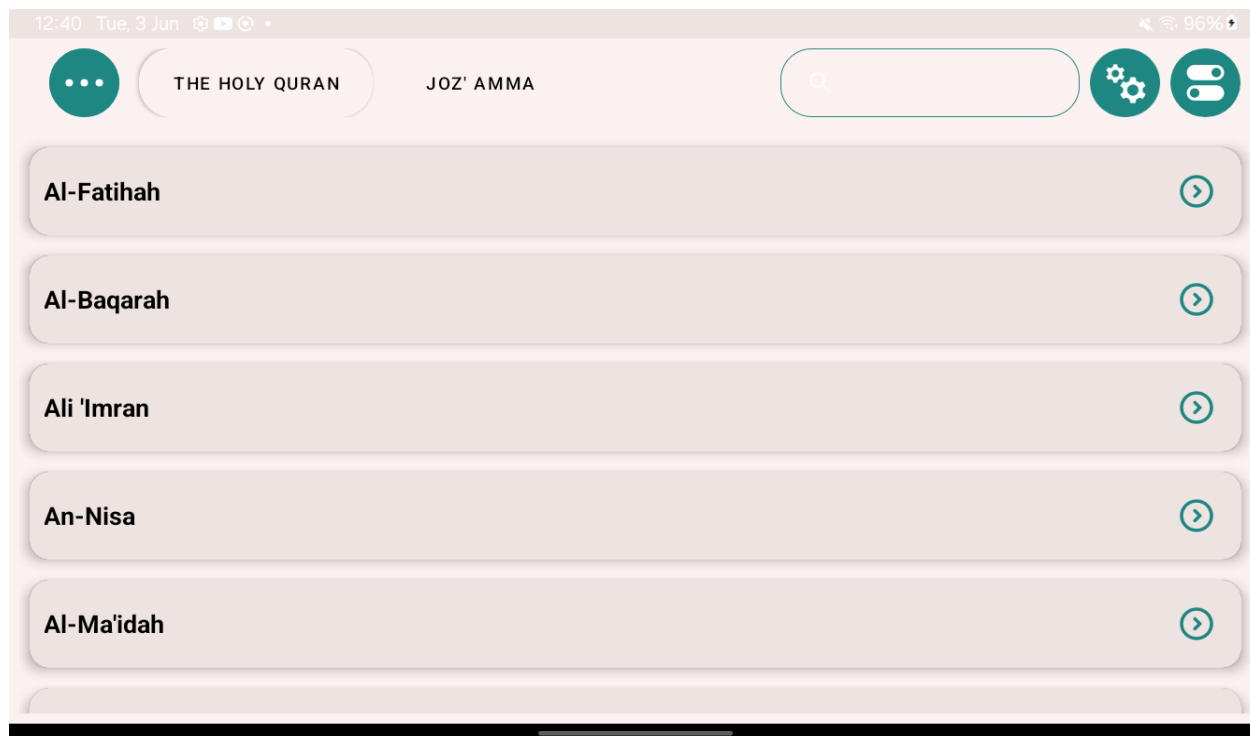 12:40 Tue, 3 Jun 96%
THE HOLY QURAN JOZ' AMMA
Al-Fatihah
Al-Baqarah
Ali 'Imran
An-Nisa
Al-Ma'idah